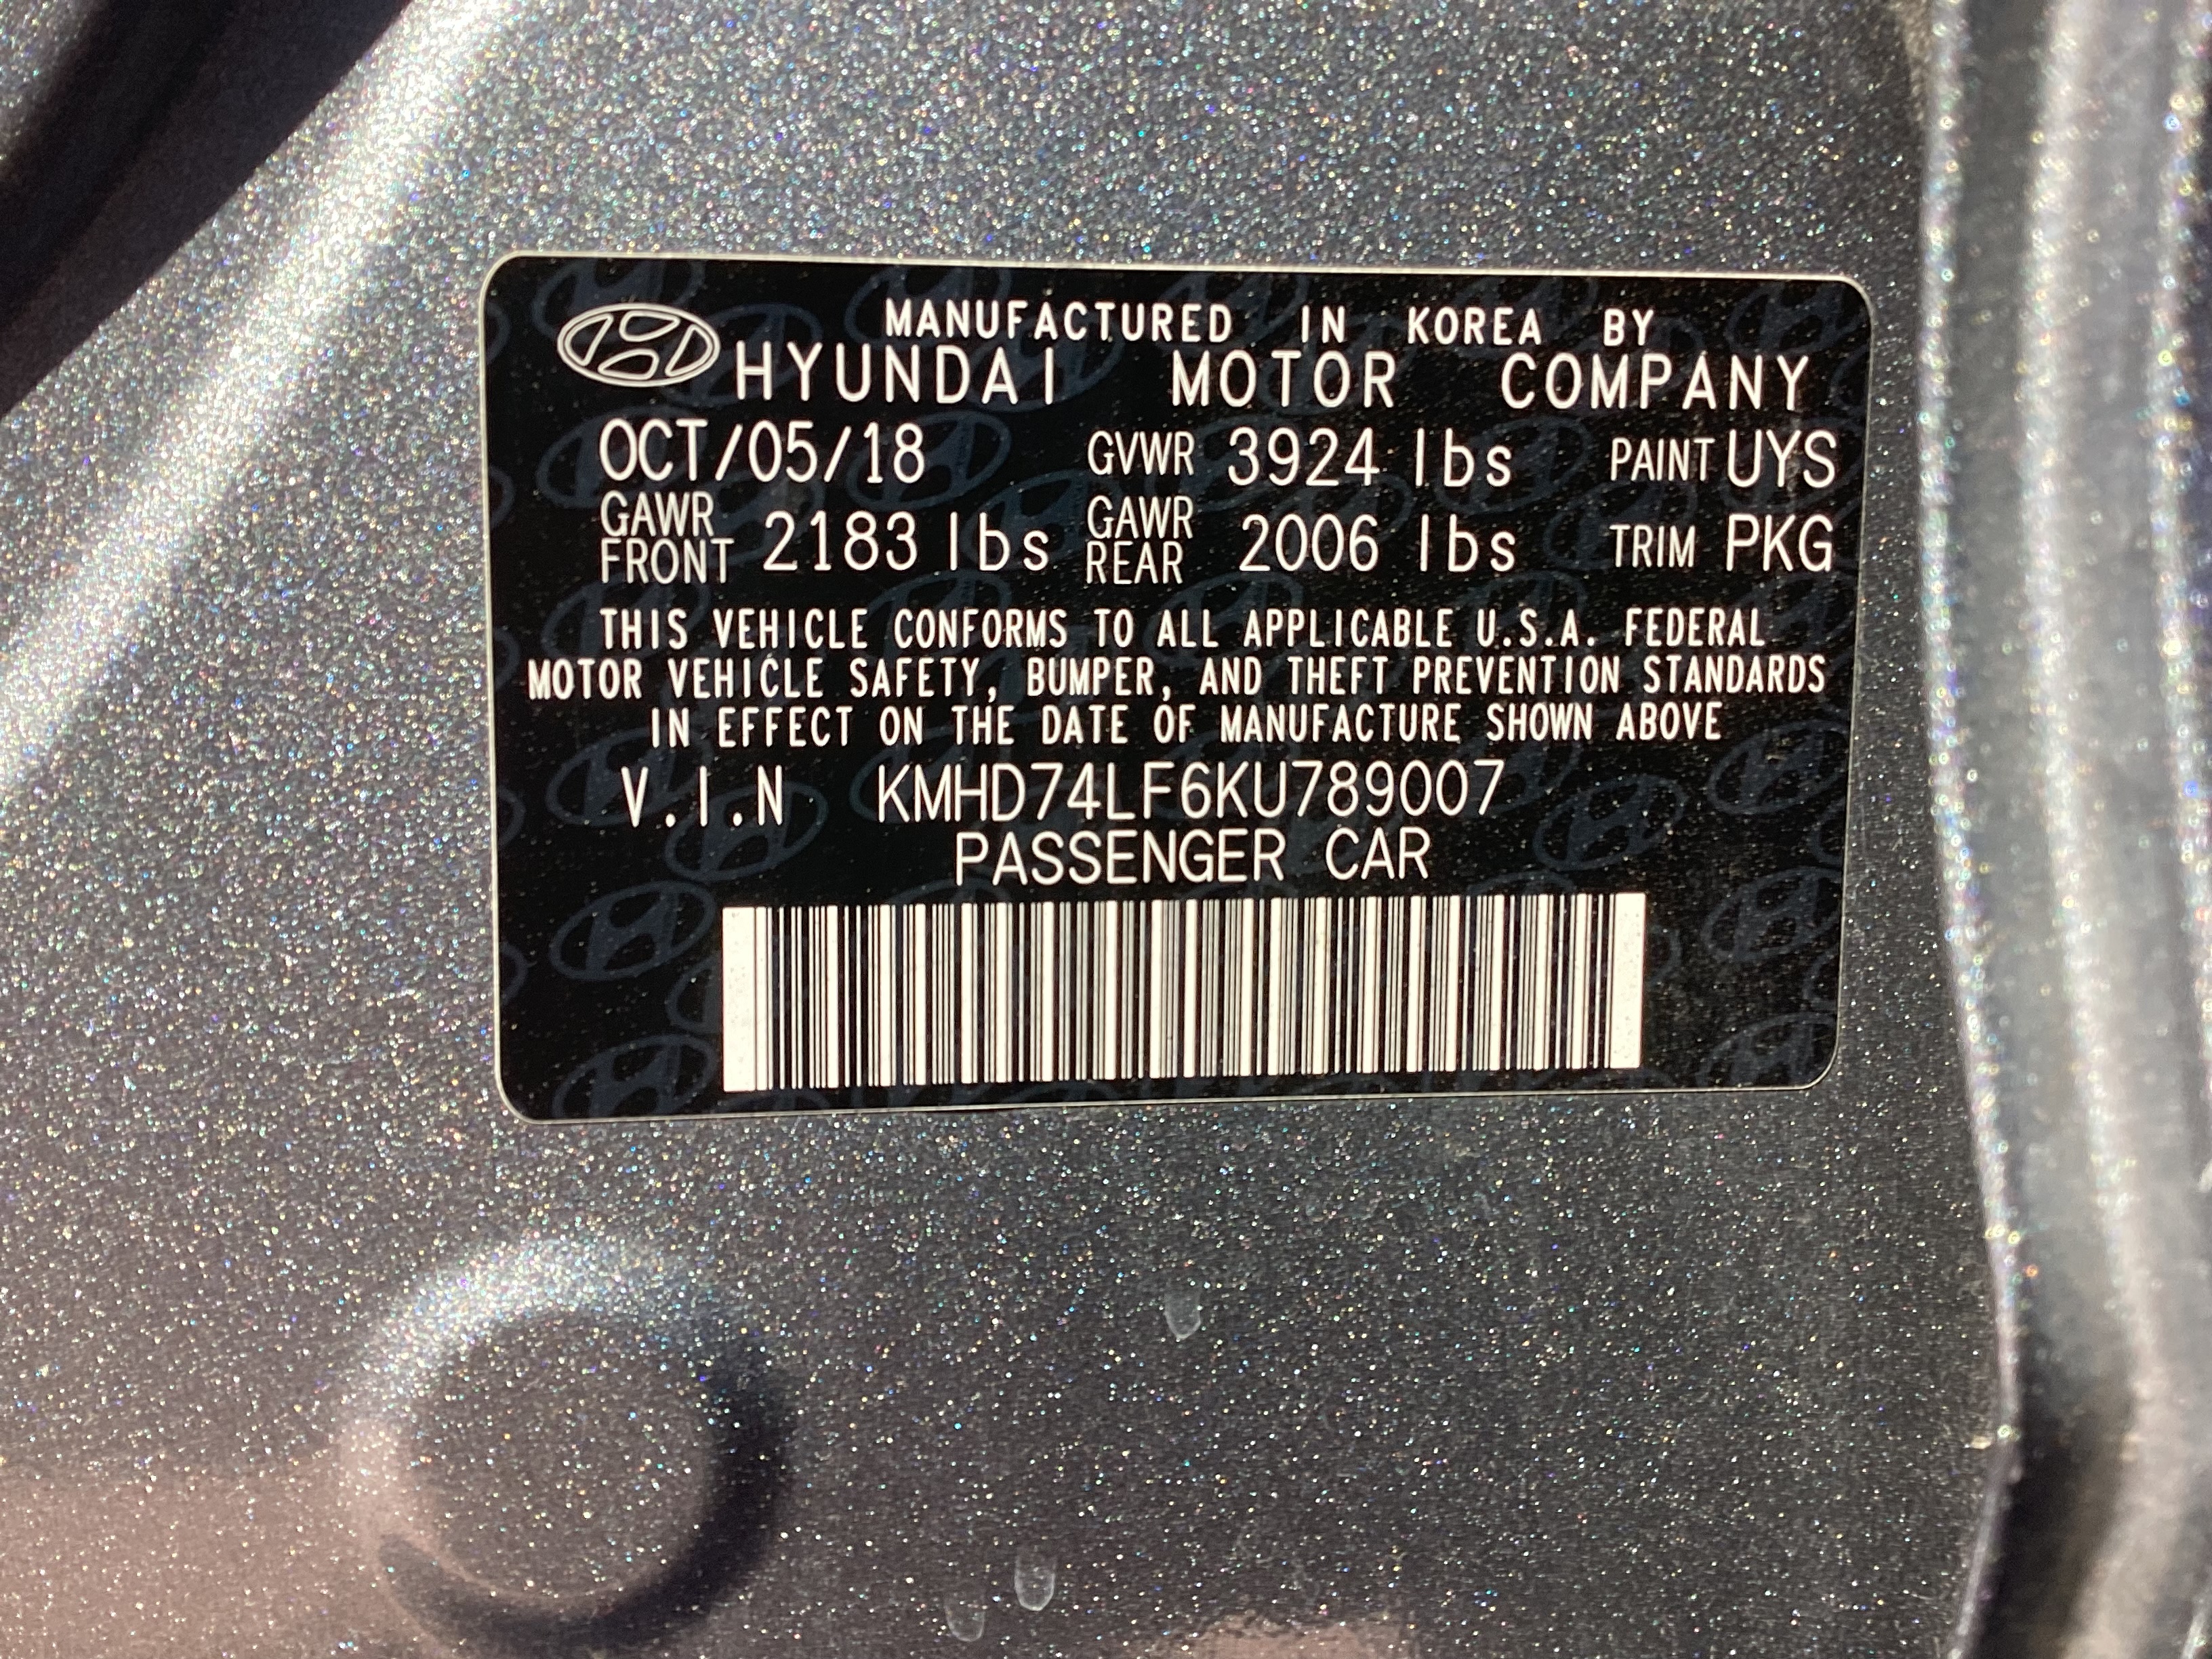 MANUFACTURED IN KOREA BY
HYUNDAI MOTOR COMPANY
OCT/05/18 GVWR 3924 lbs PAINT UYS
GAWR FRONT 2183 lbs GAWR REAR 2006 lbs TRIM PKG
THIS VEHICLE CONFORMS TO ALL APPLICABLE U.S.A. FEDERAL
MOTOR VEHICLE SAFETY, BUMPER, AND THEFT PREVENTION STANDARDS
IN EFFECT ON THE DATE OF MANUFACTURE SHOWN ABOVE
V.I.N KMHD74LF6KU789007
PASSENGER CAR